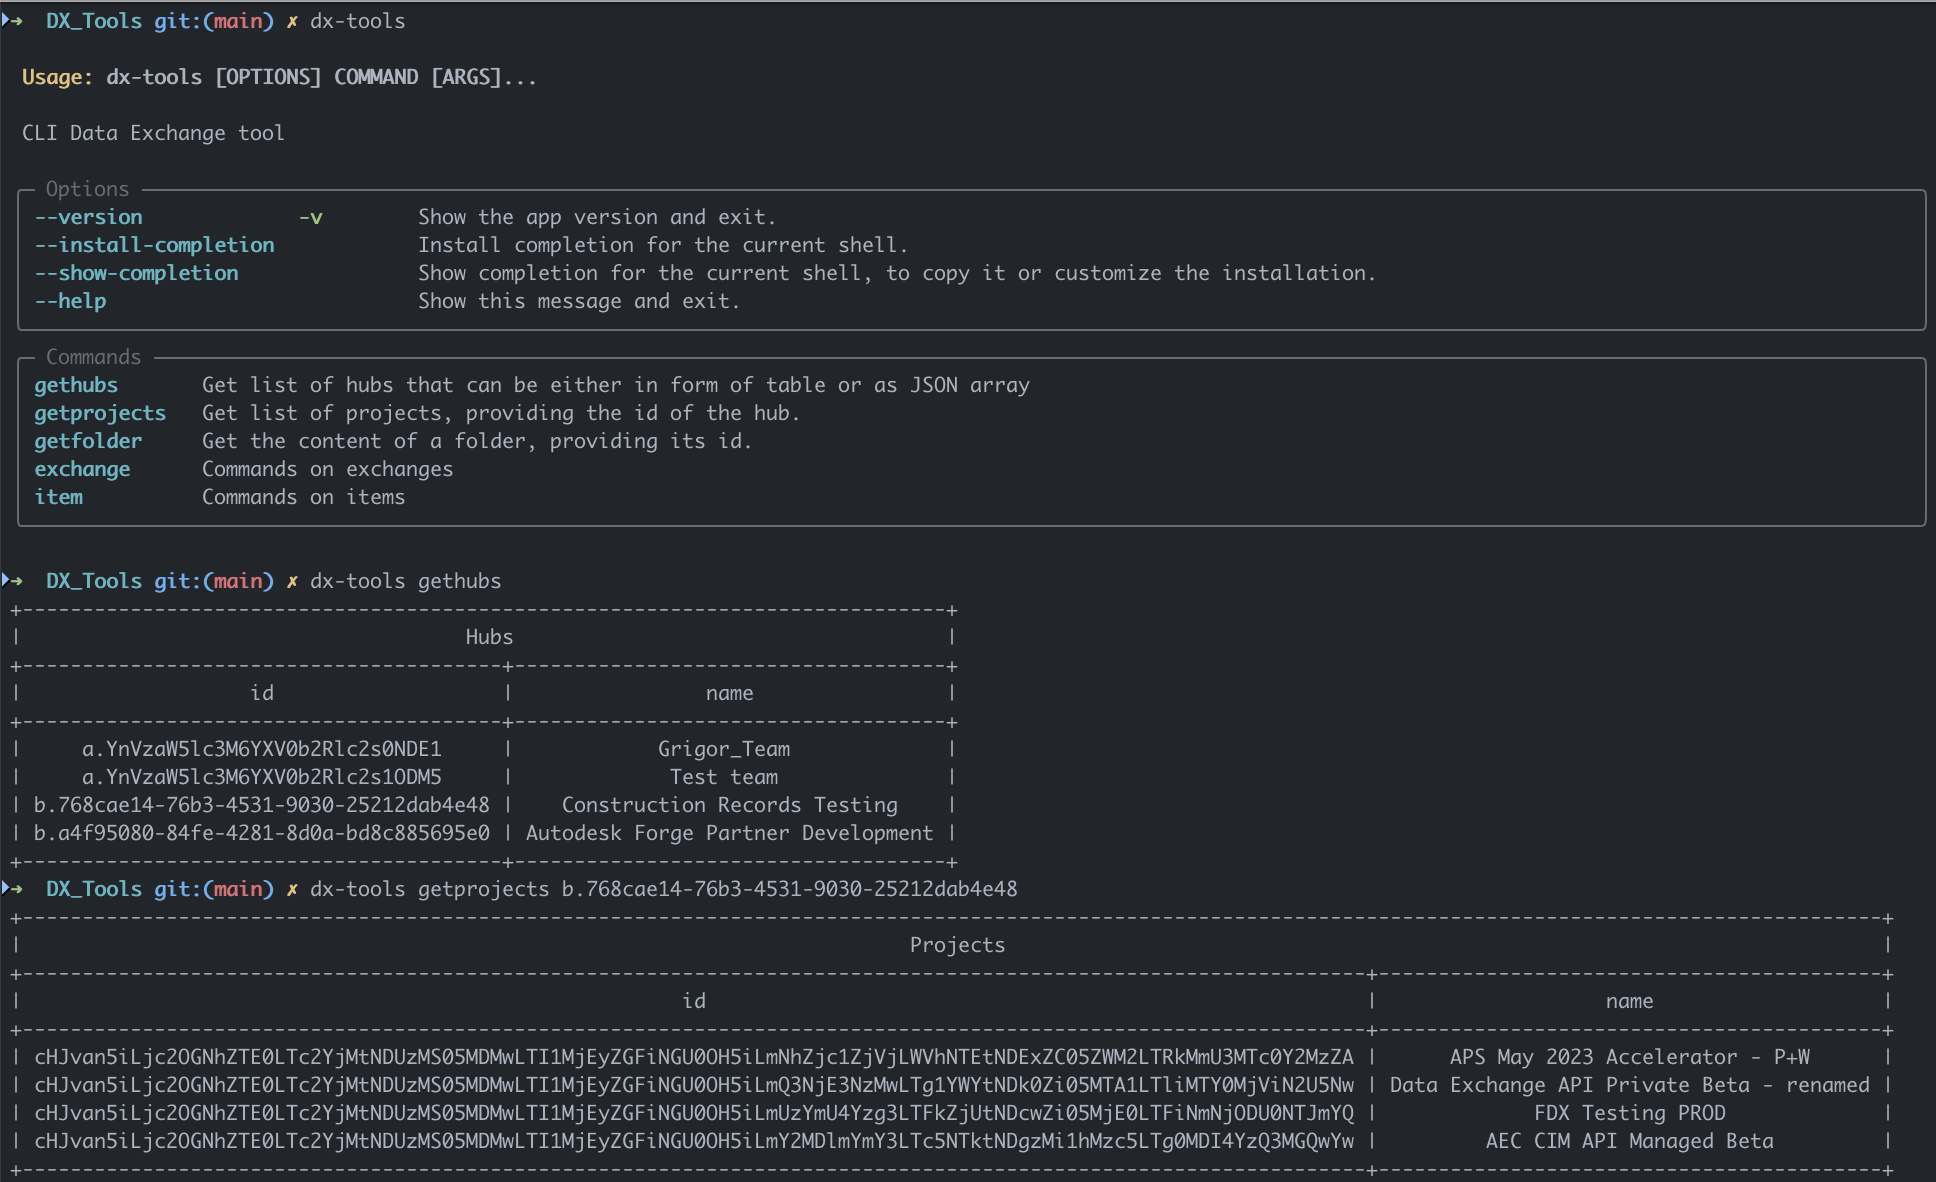 ➜  DX_Tools git:(main) ✗ dx-tools
Usage: dx-tools [OPTIONS] COMMAND [ARGS]...
CLI Data Exchange tool
Options
--version -v Show the app version and exit.
--install-completion Install completion for the current shell.
--show-completion Show completion for the current shell, to copy it or customize the installation.
--help Show this message and exit.
Commands
gethubs Get list of hubs that can be either in form of table or as JSON array
getprojects Get list of projects, providing the id of the hub.
getfolder Get the content of a folder, providing its id.
exchange Commands on exchanges
item Commands on items
➜  DX_Tools git:(main) ✗ dx-tools gethubs
+-----------------------------------------------------------------------------+
| Hubs |
+----------------------------------------+------------------------------------+
| id | name |
+----------------------------------------+------------------------------------+
| a.YnVzaW5lc3M6YXV0b2Rlc2s0NDE1 | Grigor_Team |
| a.YnVzaW5lc3M6YXV0b2Rlc2s1ODM5 | Test team |
| b.768cae14-76b3-4531-9030-25212dab4e48 | Construction Records Testing |
| b.a4f95080-84fe-4281-8d0a-bd8c885695e0 | Autodesk Forge Partner Development |
+----------------------------------------+------------------------------------+
➜  DX_Tools git:(main) ✗ dx-tools getprojects b.768cae14-76b3-4531-9030-25212dab4e48
+-----------------------------------------------------------------------------------------------------------------------------------------------------------+
| Projects |
+----------------------------------------------------------------------------------------------------------------+------------------------------------------+
| id | name |
+----------------------------------------------------------------------------------------------------------------+------------------------------------------+
| cHJvan5iLjc2OGNhZTE0LTc2YjMtNDUzMS05MDMwLTI1MjEyZGFiNGU0OH5iLmNhZjc1ZjVjLWVhNTEtNDExZC05ZWM2LTRkMmU3MTc0Y2MzZA | APS May 2023 Accelerator - P+W |
| cHJvan5iLjc2OGNhZTE0LTc2YjMtNDUzMS05MDMwLTI1MjEyZGFiNGU0OH5iLmQ3NjE3NzMwLTg1YWYtNDk0Zi05MTA1LTliMTY0MjViN2U5Nw | Data Exchange API Private Beta - renamed |
| cHJvan5iLjc2OGNhZTE0LTc2YjMtNDUzMS05MDMwLTI1MjEyZGFiNGU0OH5iLmUzYmU4Yzg3LTFkZjUtNDcwZi05MjE0LTFiNmNjODU0NTJmYQ | FDX Testing PROD |
| cHJvan5iLjc2OGNhZTE0LTc2YjMtNDUzMS05MDMwLTI1MjEyZGFiNGU0OH5iLmY2MDlmYmY3LTc5NTktNDgzMi1hMzc5LTg0MDI4YzQ3MGQwYw | AEC CIM API Managed Beta |
+----------------------------------------------------------------------------------------------------------------+------------------------------------------+